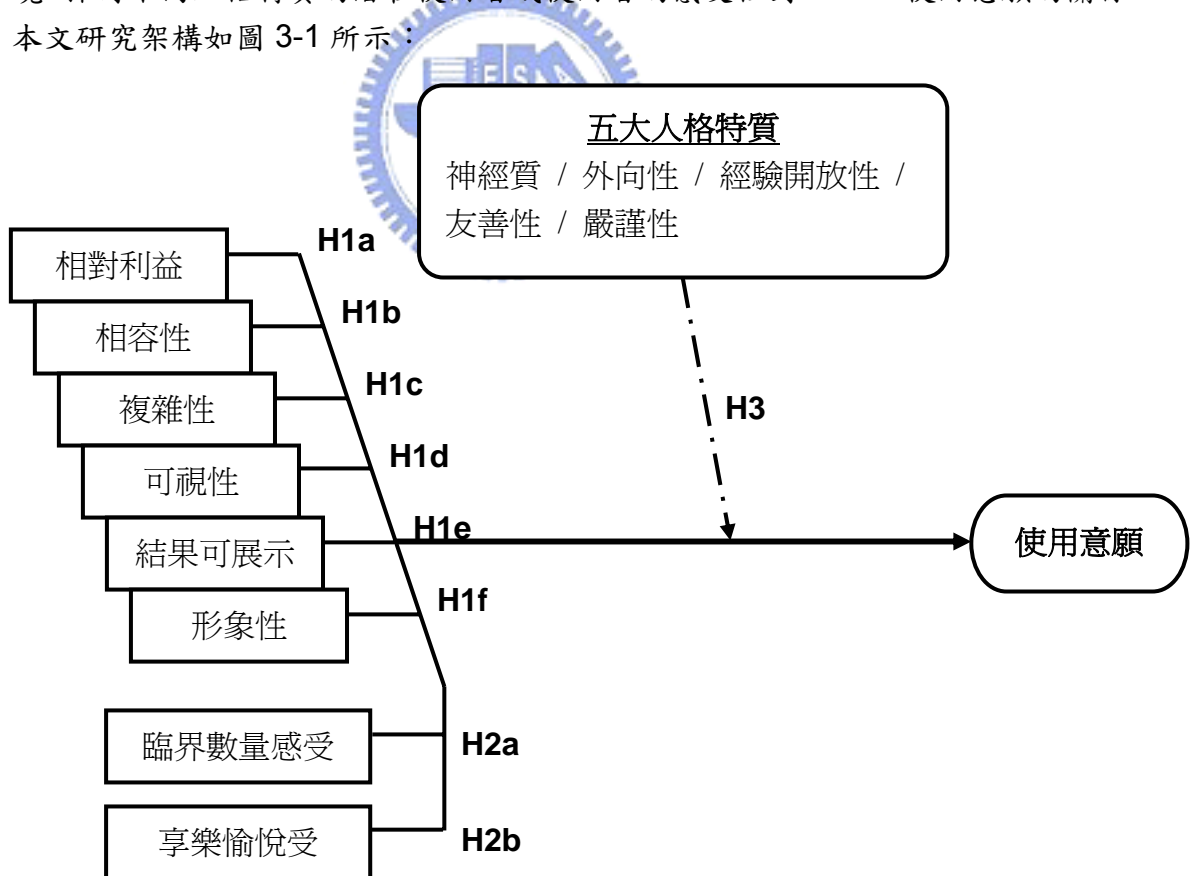 本文研究架構如圖 3-1 所示：
五大人格特質
神經質 / 外向性 / 經驗開放性 /
友善性 / 嚴謹性
相對利益
H1a
相容性
H1b
複雜性
H1c
可視性
H1d
H3
結果可展示
H1e
使用意願
形象性
H1f
臨界數量感受
H2a
享樂愉悅受
H2b